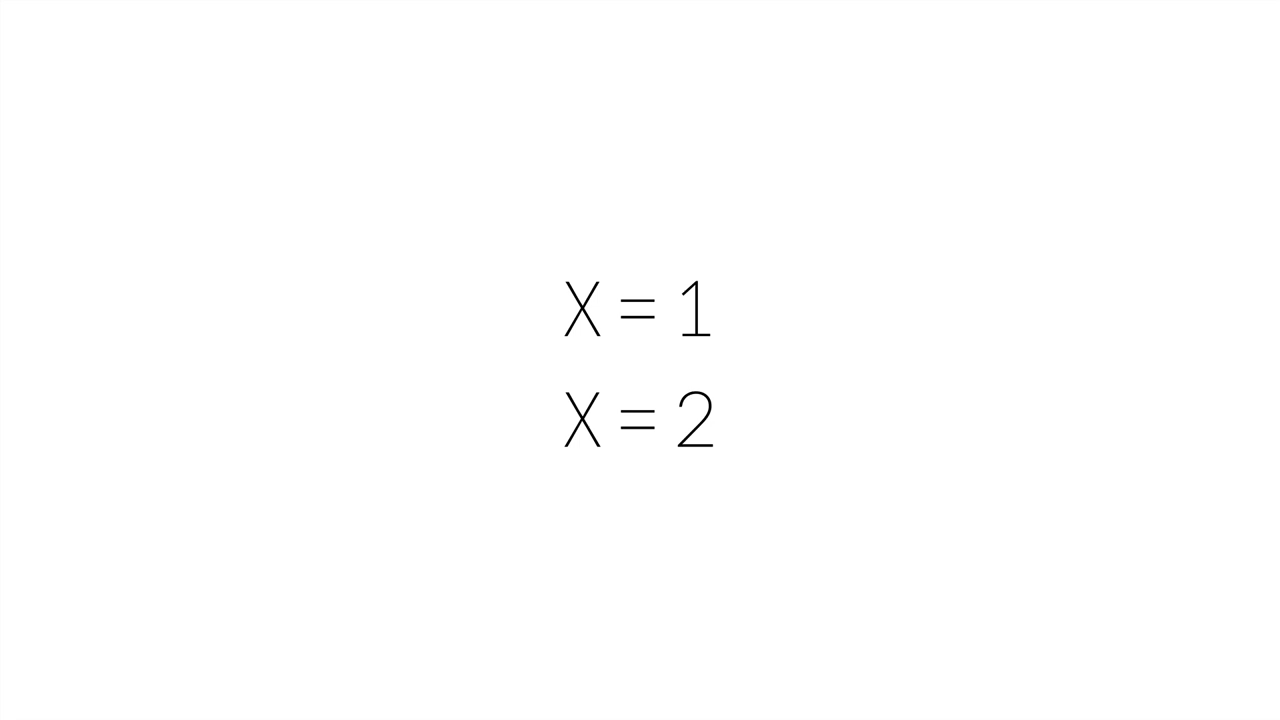 X = 1
X = 2